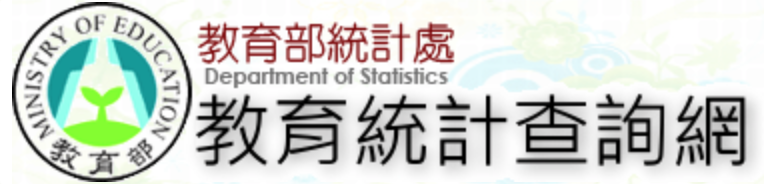 MINISTRY OF EDUCATION
教育部
教育部統計處
Department of Statistics
教育統計查詢網